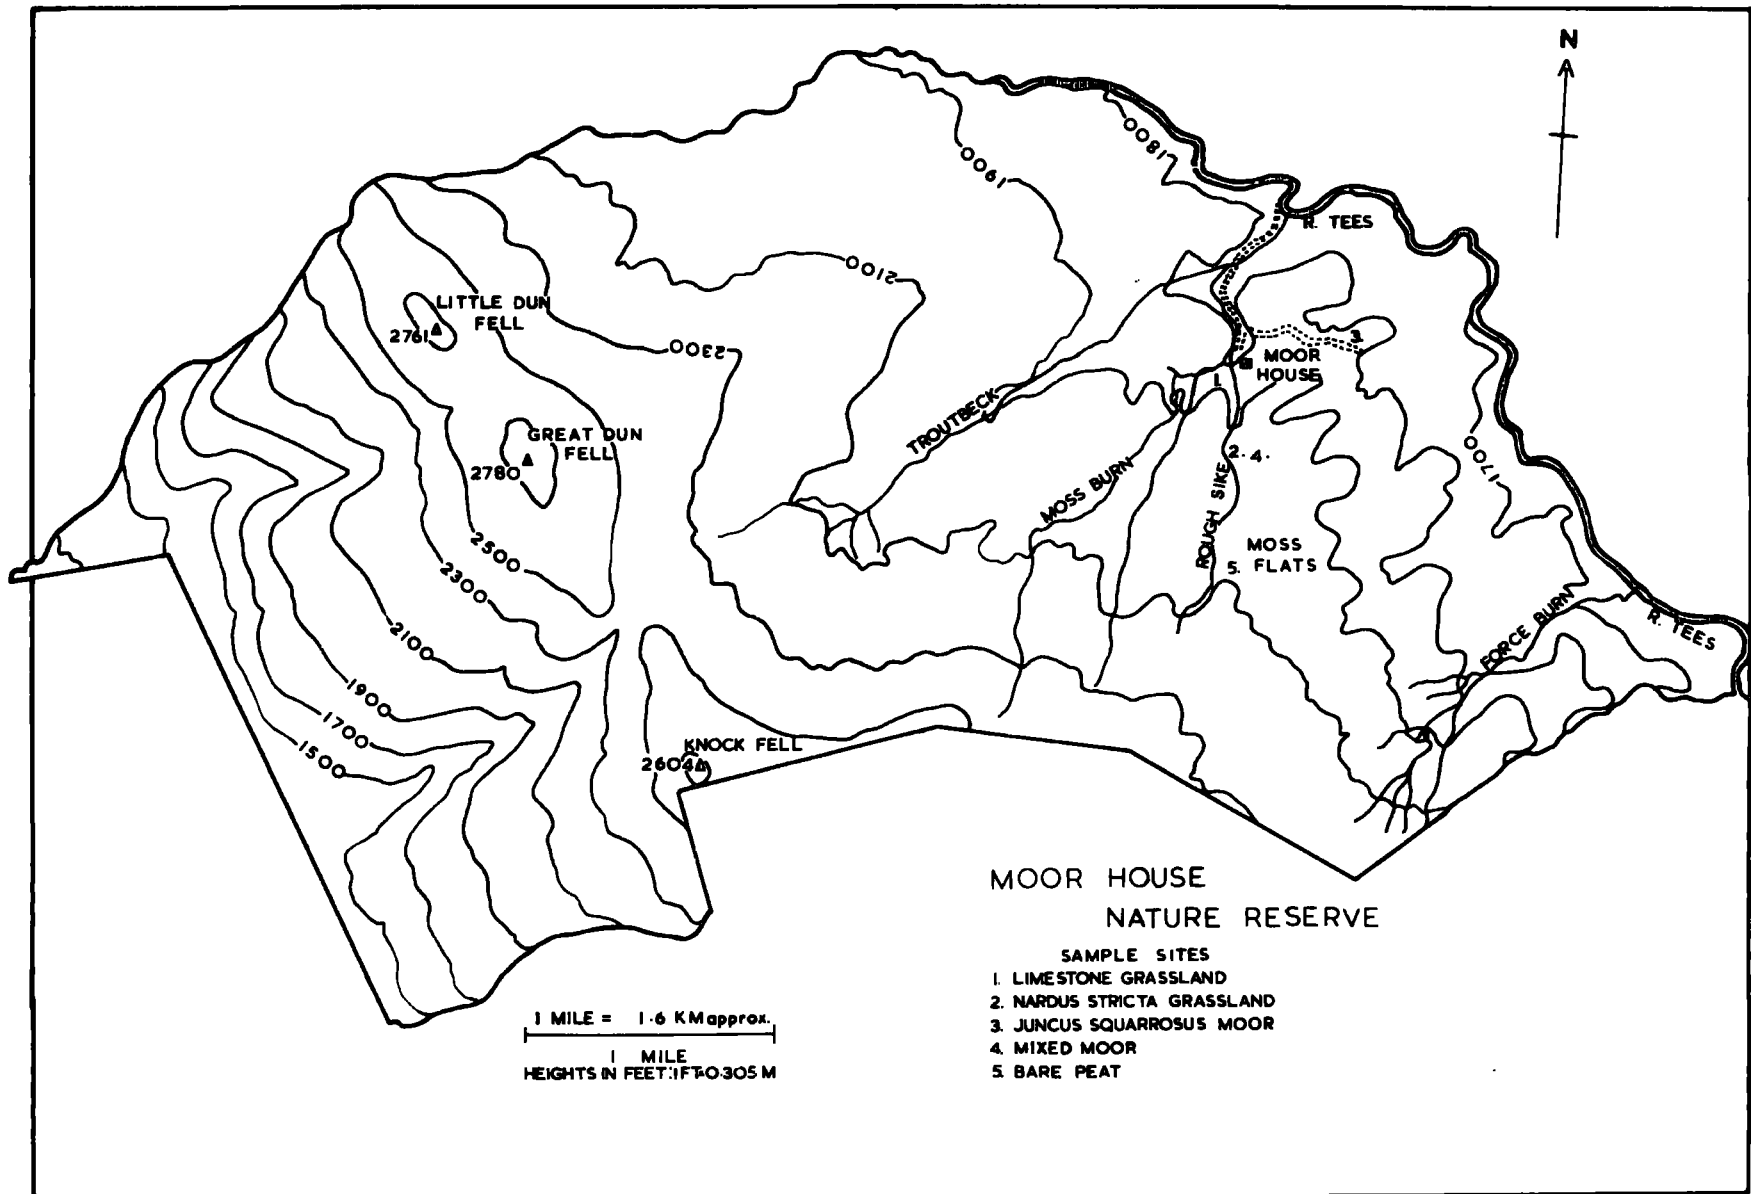 N
1800
1900
R. TEES
2100
LITTLE DUN
FELL
2761
2300
3.
MOOR
HOUSE
1.
TROUTBECK
GREAT DUN
FELL
2780
1700
2. 4.
MOSS BURN
ROUGH SIKE
MOSS
5. FLATS
2500
2300
FORCE BURN
R. TEES
2100
1900
1700
1500
KNOCK FELL
2604
MOOR HOUSE
NATURE RESERVE
SAMPLE SITES
1. LIMESTONE GRASSLAND
2. NARDUS STRICTA GRASSLAND
3. JUNCUS SQUARROSUS MOOR
4. MIXED MOOR
5. BARE PEAT
1 MILE = 1·6 KM approx.
1 MILE
HEIGHTS IN FEET:1FT=0·305 M